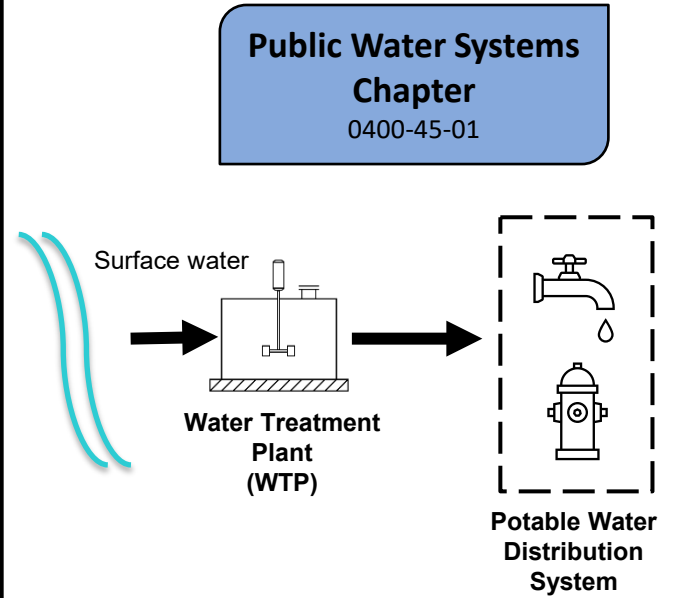 Public Water Systems
Chapter
0400-45-01
Surface water
Water Treatment
Plant
(WTP)
Potable Water
Distribution
System